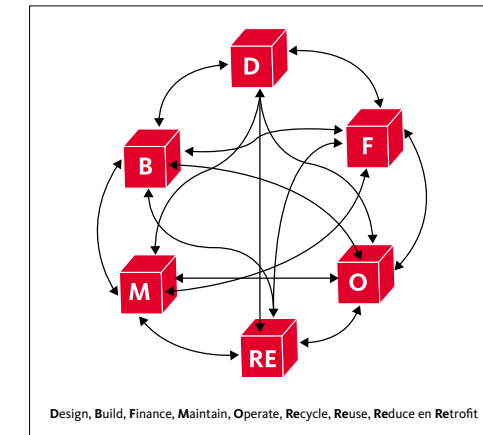 D
F
B
O
M
RE
Design, Build, Finance, Maintain, Operate, Recycle, Reuse, Reduce en Retrofit